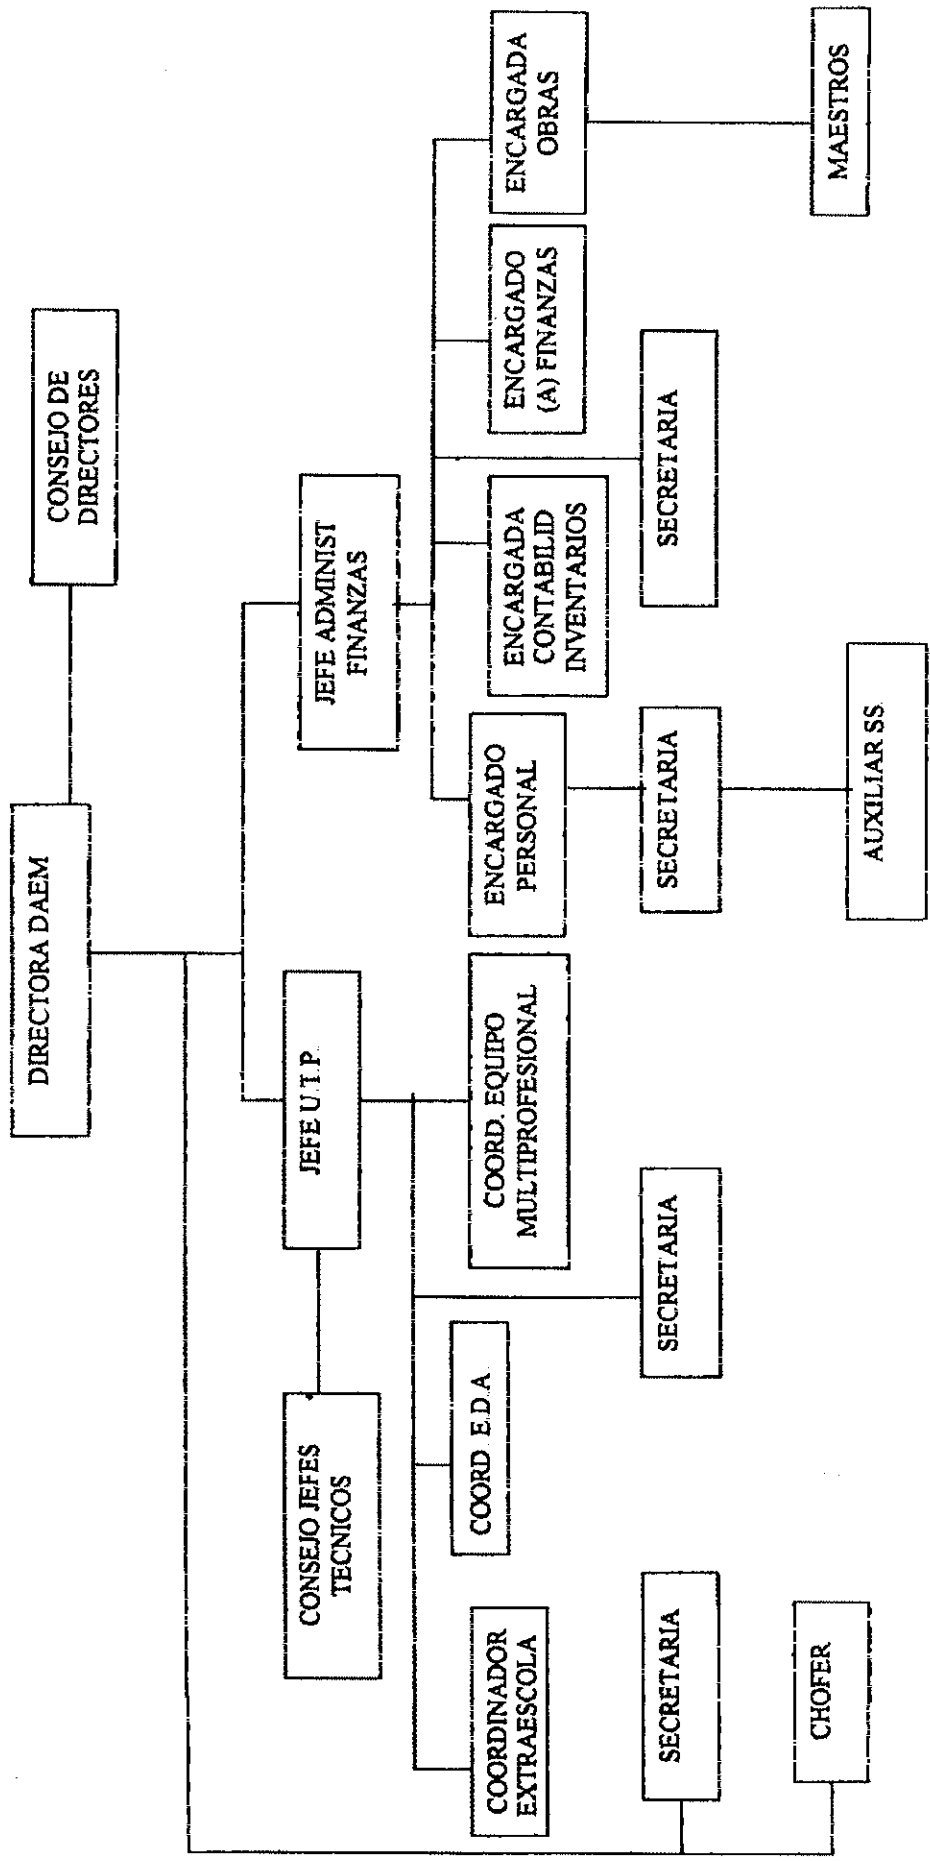 DIRECTORA DAEM
CONSEJO DE
DIRECTORES
CONSEJO JEFES
TECNICOS
JEFE U.T.P.
JEFE ADMINIST
FINANZAS
COORDINADOR
EXTRAESCOLA
COORD. E.D.A.
COORD. EQUIPO
MULTIPROFESIONAL
ENCARGADO
PERSONAL
ENCARGADA
CONTABILID
INVENTARIOS
ENCARGADO
(A) FINANZAS
ENCARGADA
OBRAS
SECRETARIA
SECRETARIA
SECRETARIA
SECRETARIA
CHOFER
AUXILIAR SS.
MAESTROS